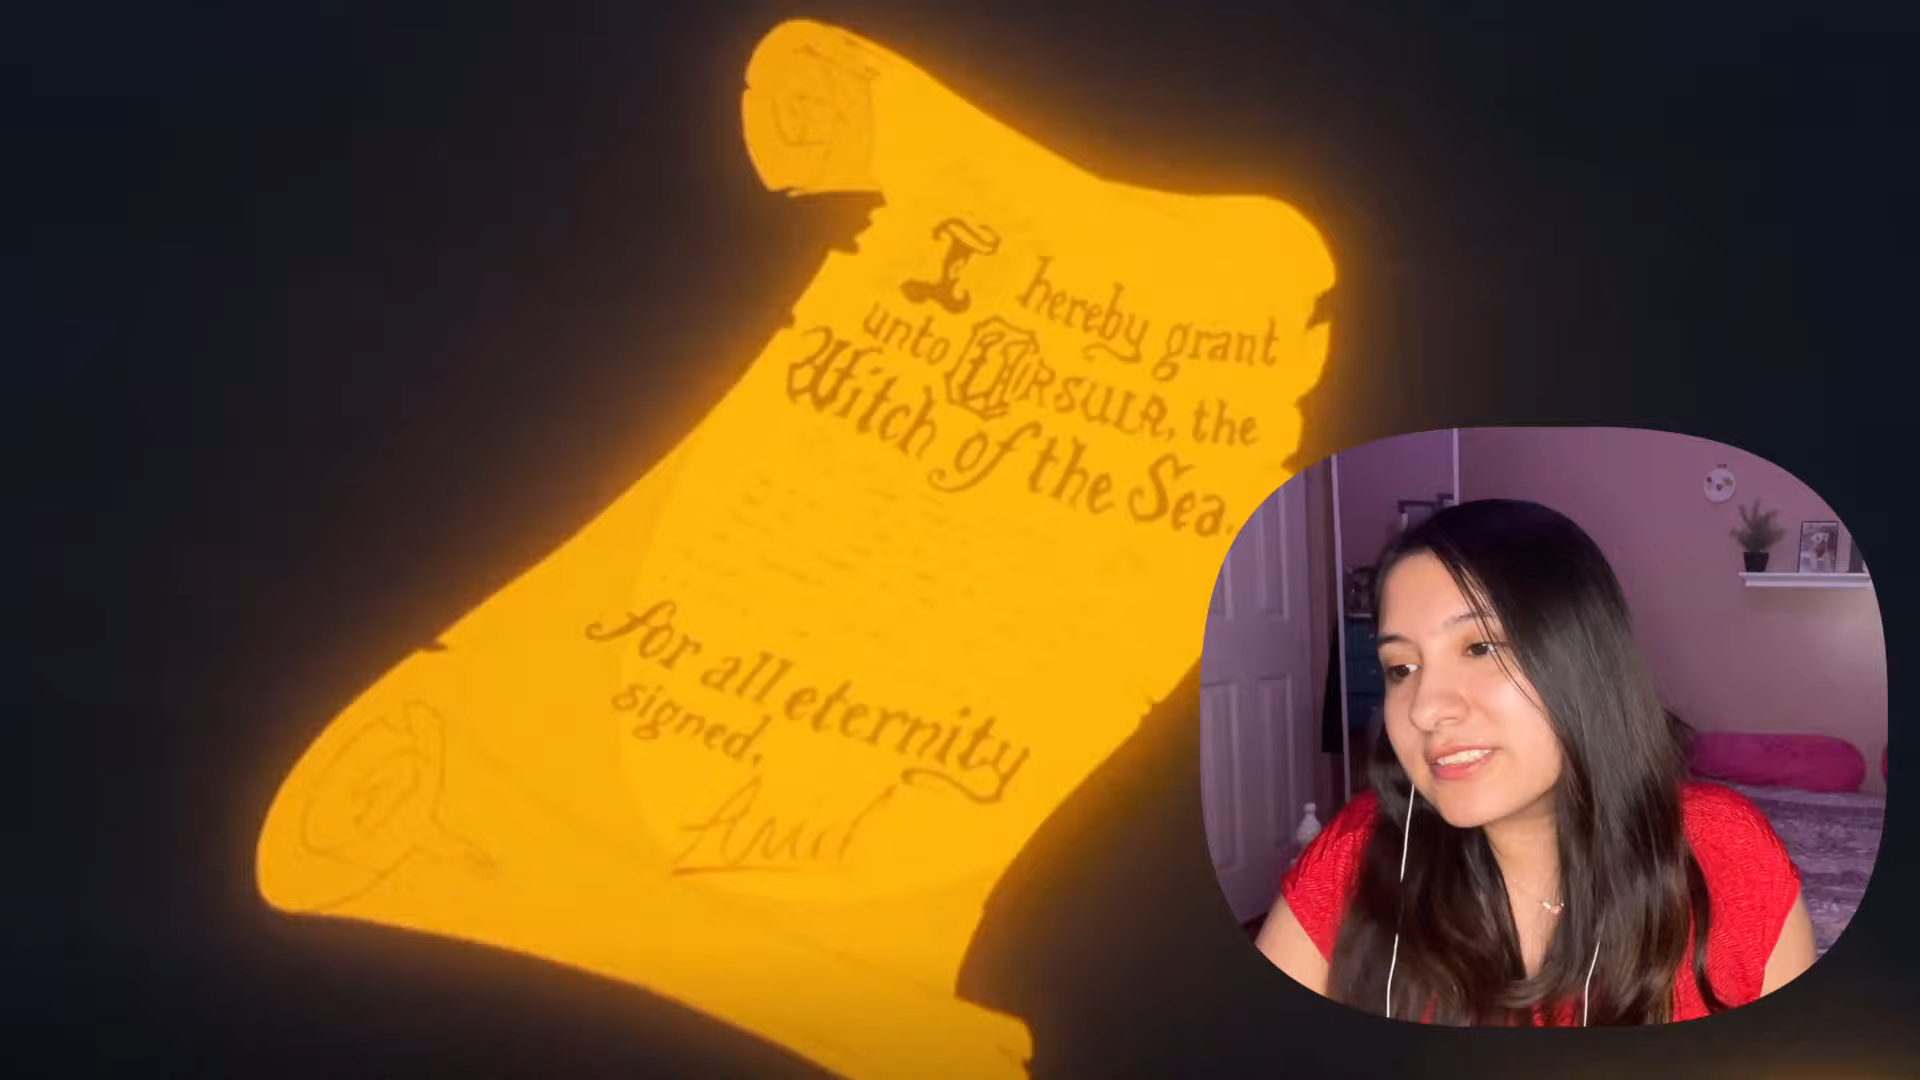 I hereby grant
unto URSULA, the
Witch of the Sea.
for all eternity
signed,
Ariel